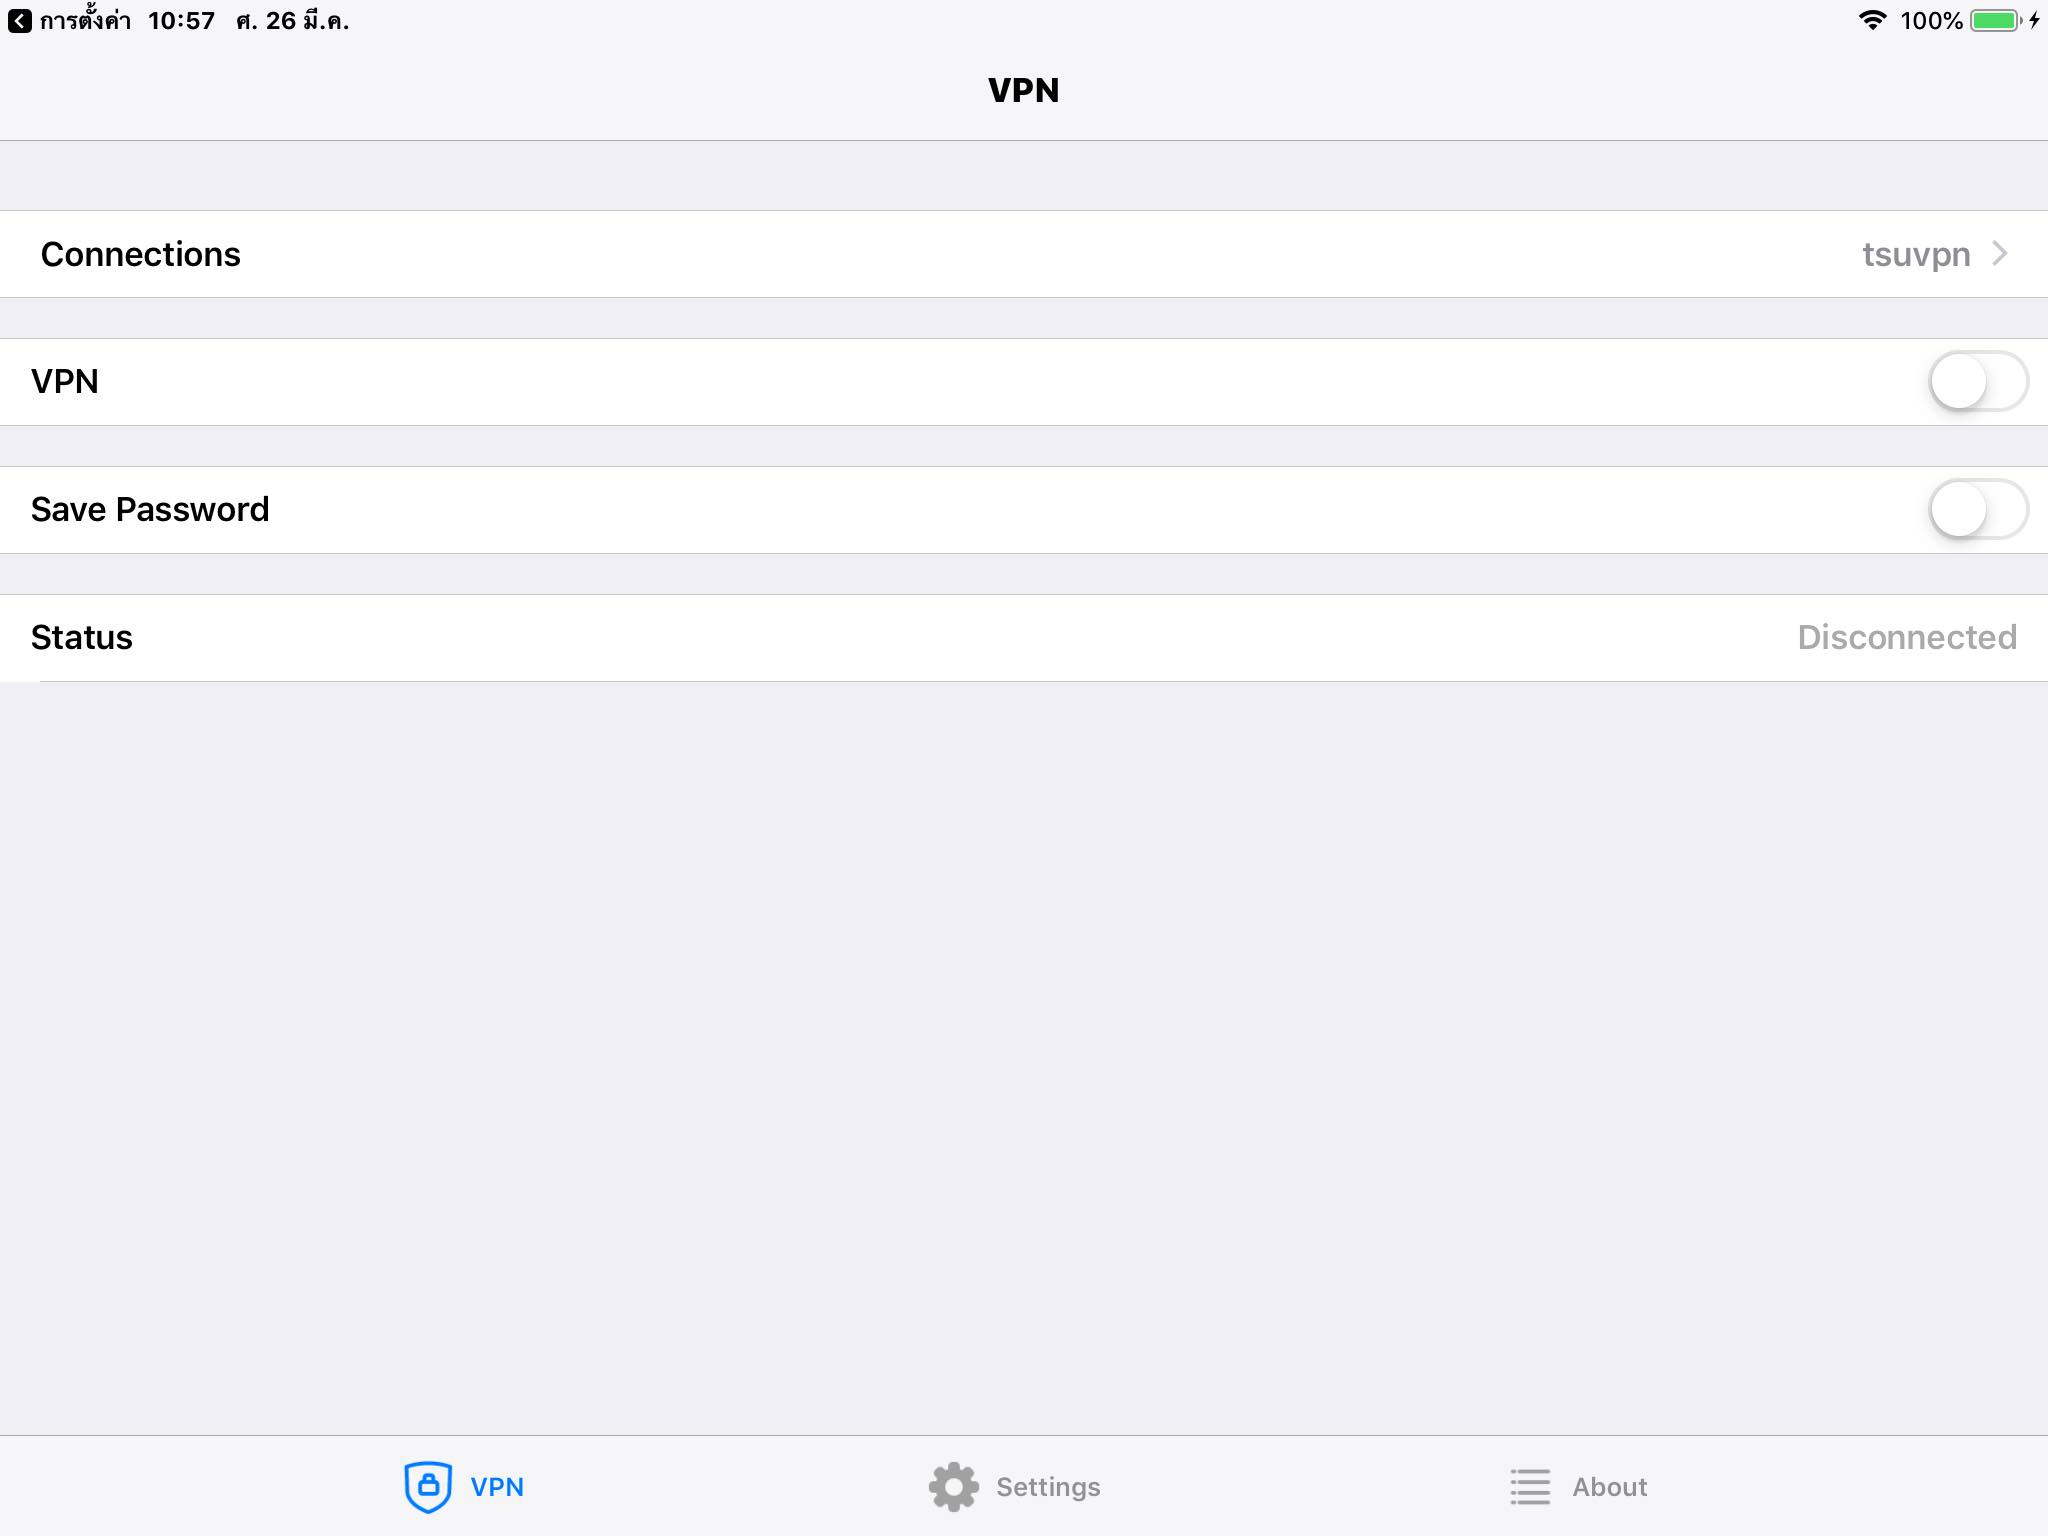 การตั้งค่า 10:57 ศ. 26 มี.ค. 100%
VPN
Connections tsuvpn
VPN
Save Password
Status Disconnected
VPN Settings About